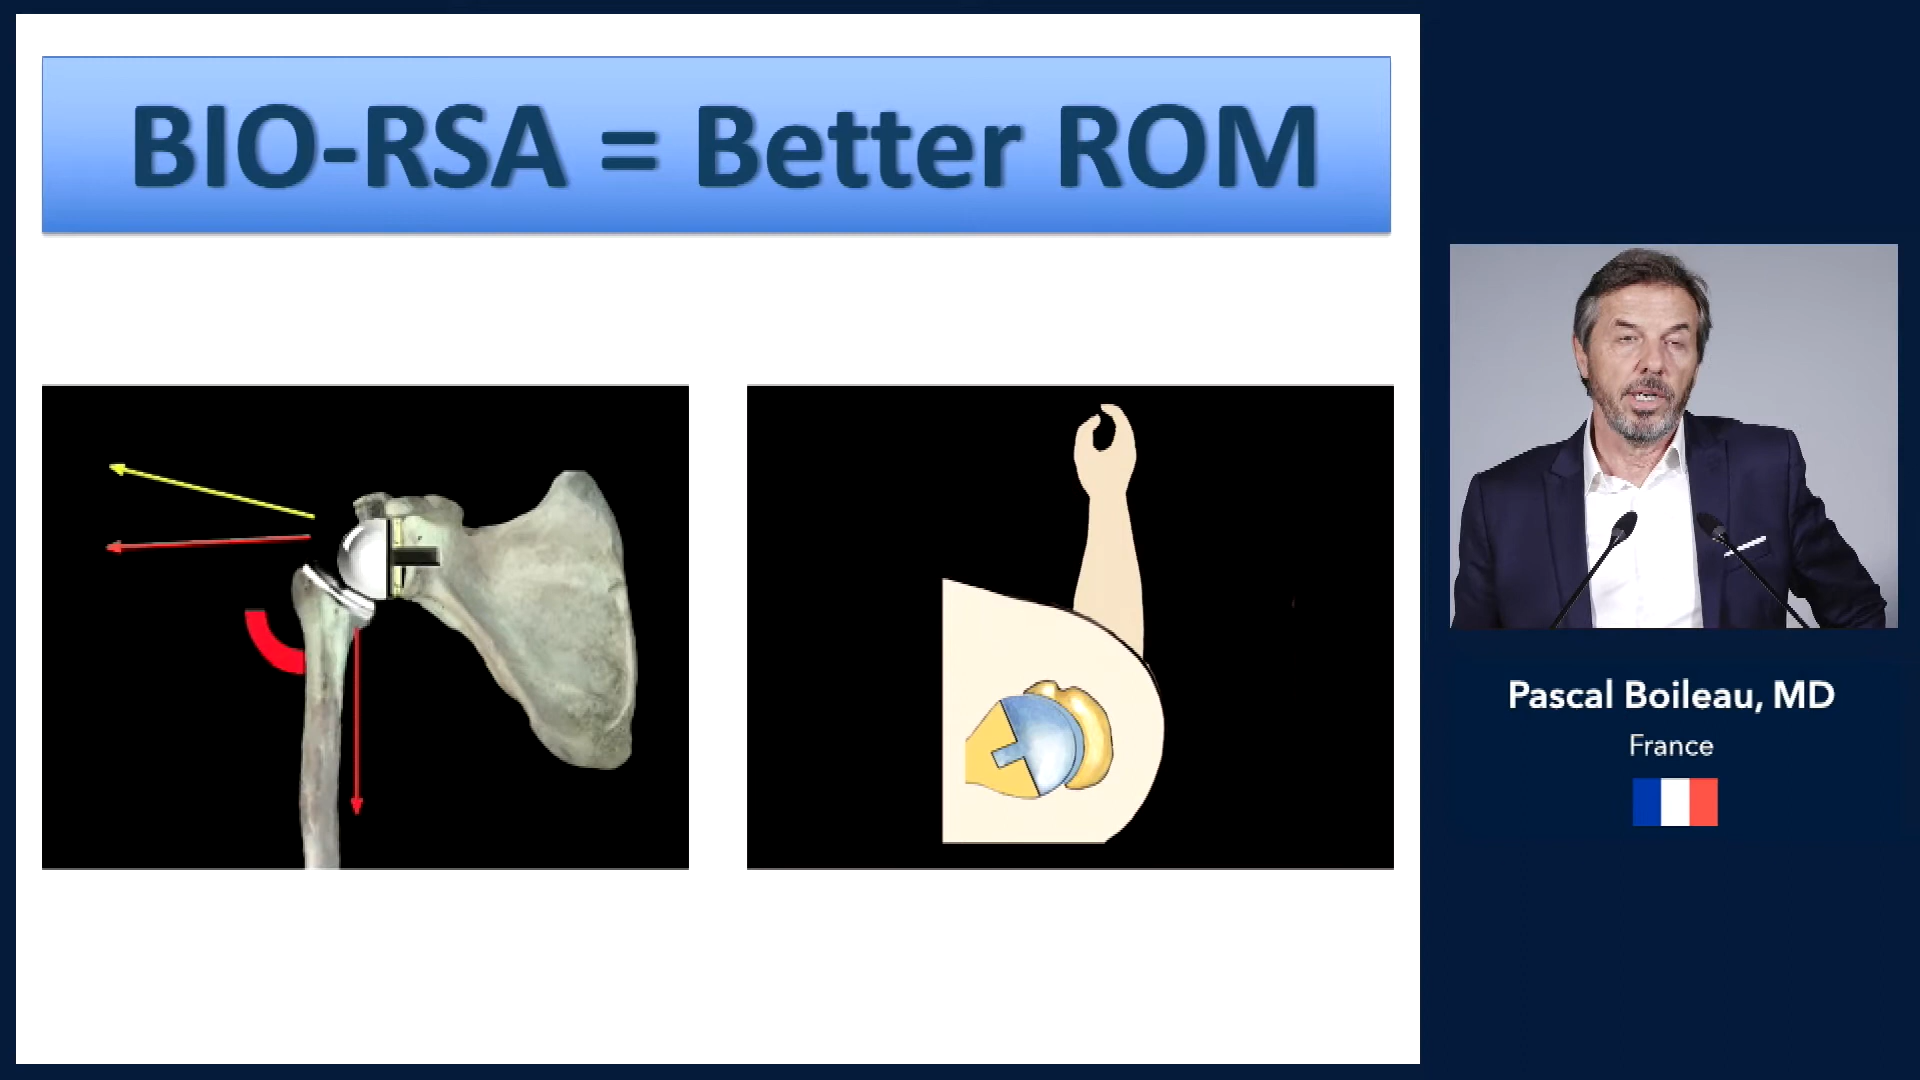 BIO-RSA = Better ROM
Pascal Boileau, MD
France